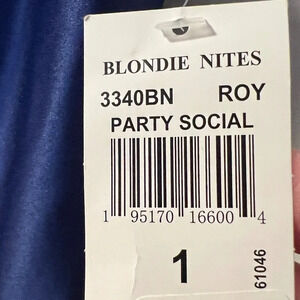 BLONDIE NITES
3340BN ROY
PARTY SOCIAL
1 95170 16600 4
1
61046